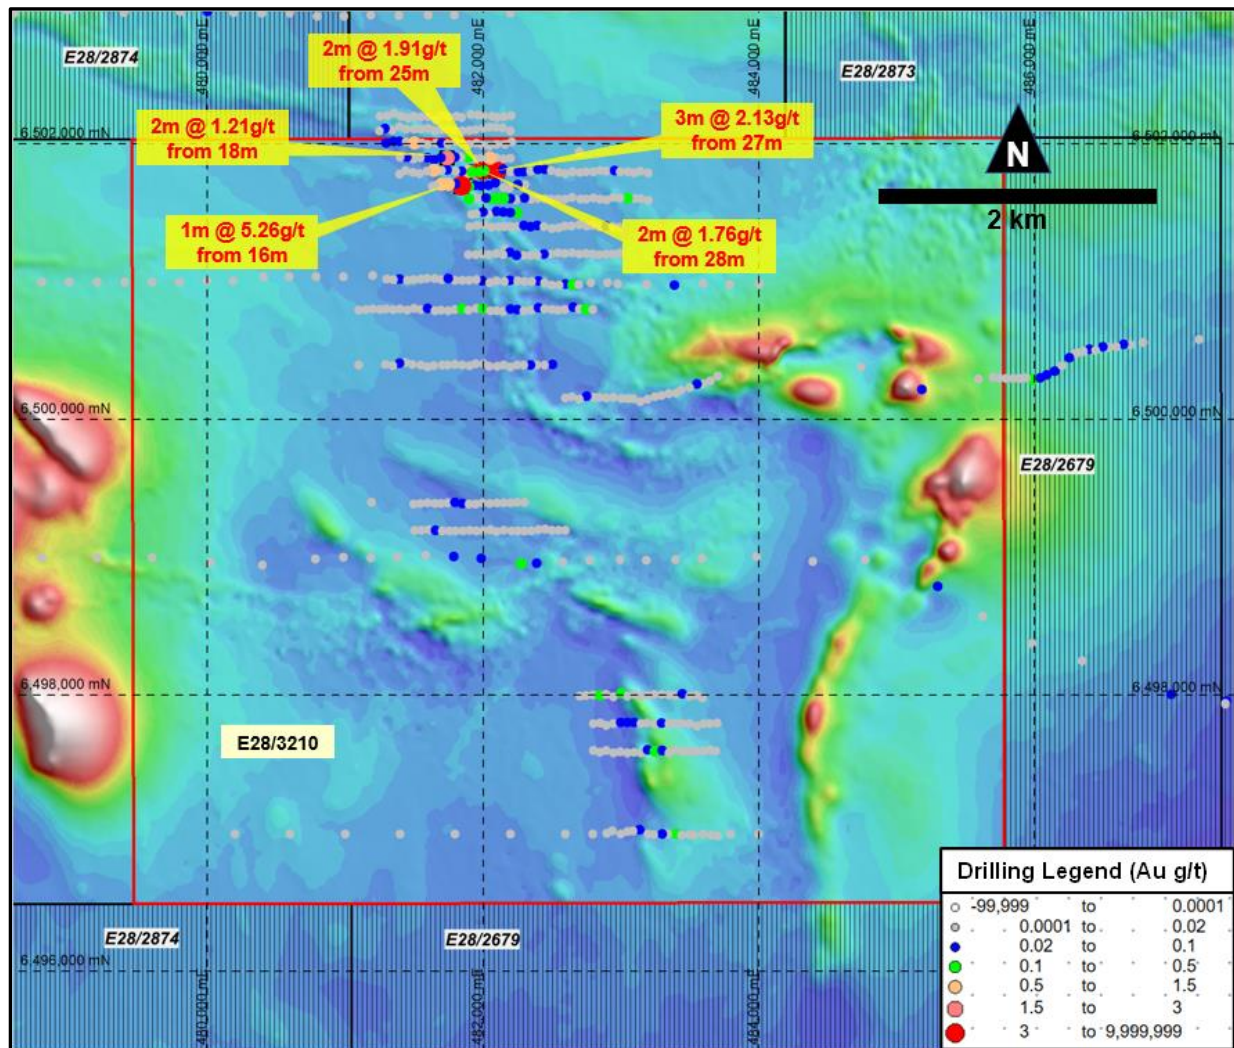 480,000 mE
482,000 mE
484,000 mE
486,000 mE
E28/2874
E28/2873
2m @ 1.91g/t
from 25m
2m @ 1.21g/t
from 18m
3m @ 2.13g/t
from 27m
6,502,000 mN
6,502,000 mN
N
2 km
1m @ 5.26g/t
from 16m
2m @ 1.76g/t
from 28m
6,500,000 mN
6,500,000 mN
E28/2679
6,498,000 mN
6,498,000 mN
E28/3210
Drilling Legend (Au g/t)
-99,999 to 0.0001
0.0001 to 0.02
0.02 to 0.1
0.1 to 0.5
0.5 to 1.5
1.5 to 3
3 to 9,999,999
E28/2874
E28/2679
6,496,000 mN
480,000 mE
482,000 mE
484,000 mE